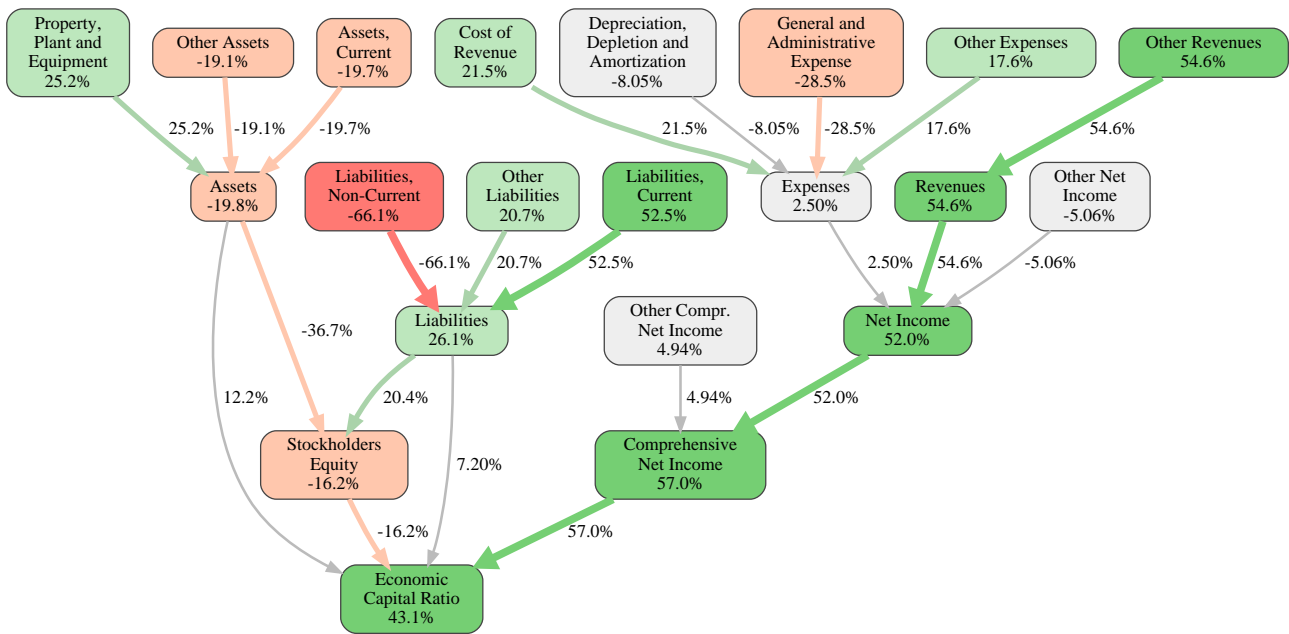 Property,
Plant and
Equipment
25.2%
Other Assets
-19.1%
Assets,
Current
-19.7%
Cost of
Revenue
21.5%
Depreciation,
Depletion and
Amortization
-8.05%
General and
Administrative
Expense
-28.5%
Other Expenses
17.6%
Other Revenues
54.6%
25.2%
-19.1%
-19.7%
21.5%
-8.05%
-28.5%
17.6%
54.6%
Assets
-19.8%
Liabilities,
Non-Current
-66.1%
Other
Liabilities
20.7%
Liabilities,
Current
52.5%
Expenses
2.50%
Revenues
54.6%
Other Net
Income
-5.06%
-66.1%
20.7%
52.5%
2.50%
54.6%
-5.06%
-36.7%
Liabilities
26.1%
Other Compr.
Net Income
4.94%
Net Income
52.0%
12.2%
20.4%
4.94%
52.0%
Stockholders
Equity
-16.2%
7.20%
Comprehensive
Net Income
57.0%
-16.2%
57.0%
Economic
Capital Ratio
43.1%